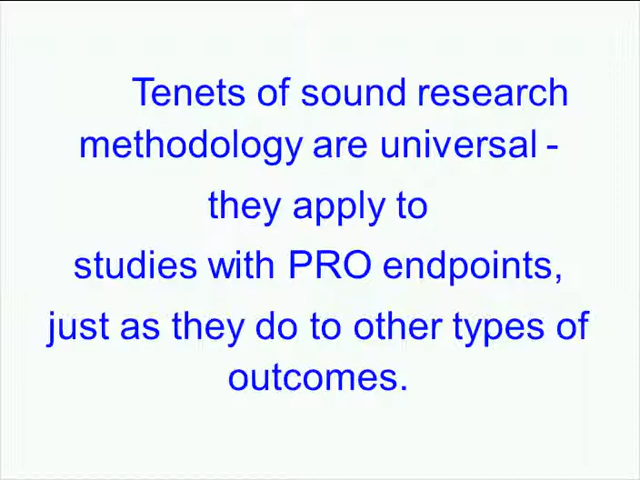 Tenets of sound research
methodology are universal -
they apply to
studies with PRO endpoints,
just as they do to other types of
outcomes.